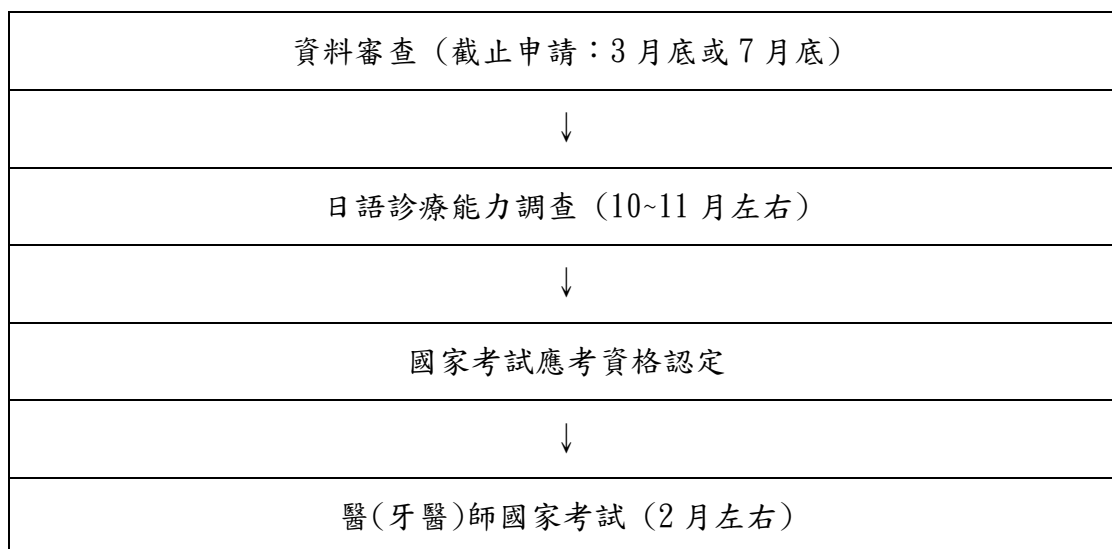 資料審查 (截止申請：3 月底或 7 月底)
↓
日語診療能力調查 (10~11 月左右)
↓
國家考試應考資格認定
↓
醫(牙醫)師國家考試 (2 月左右)